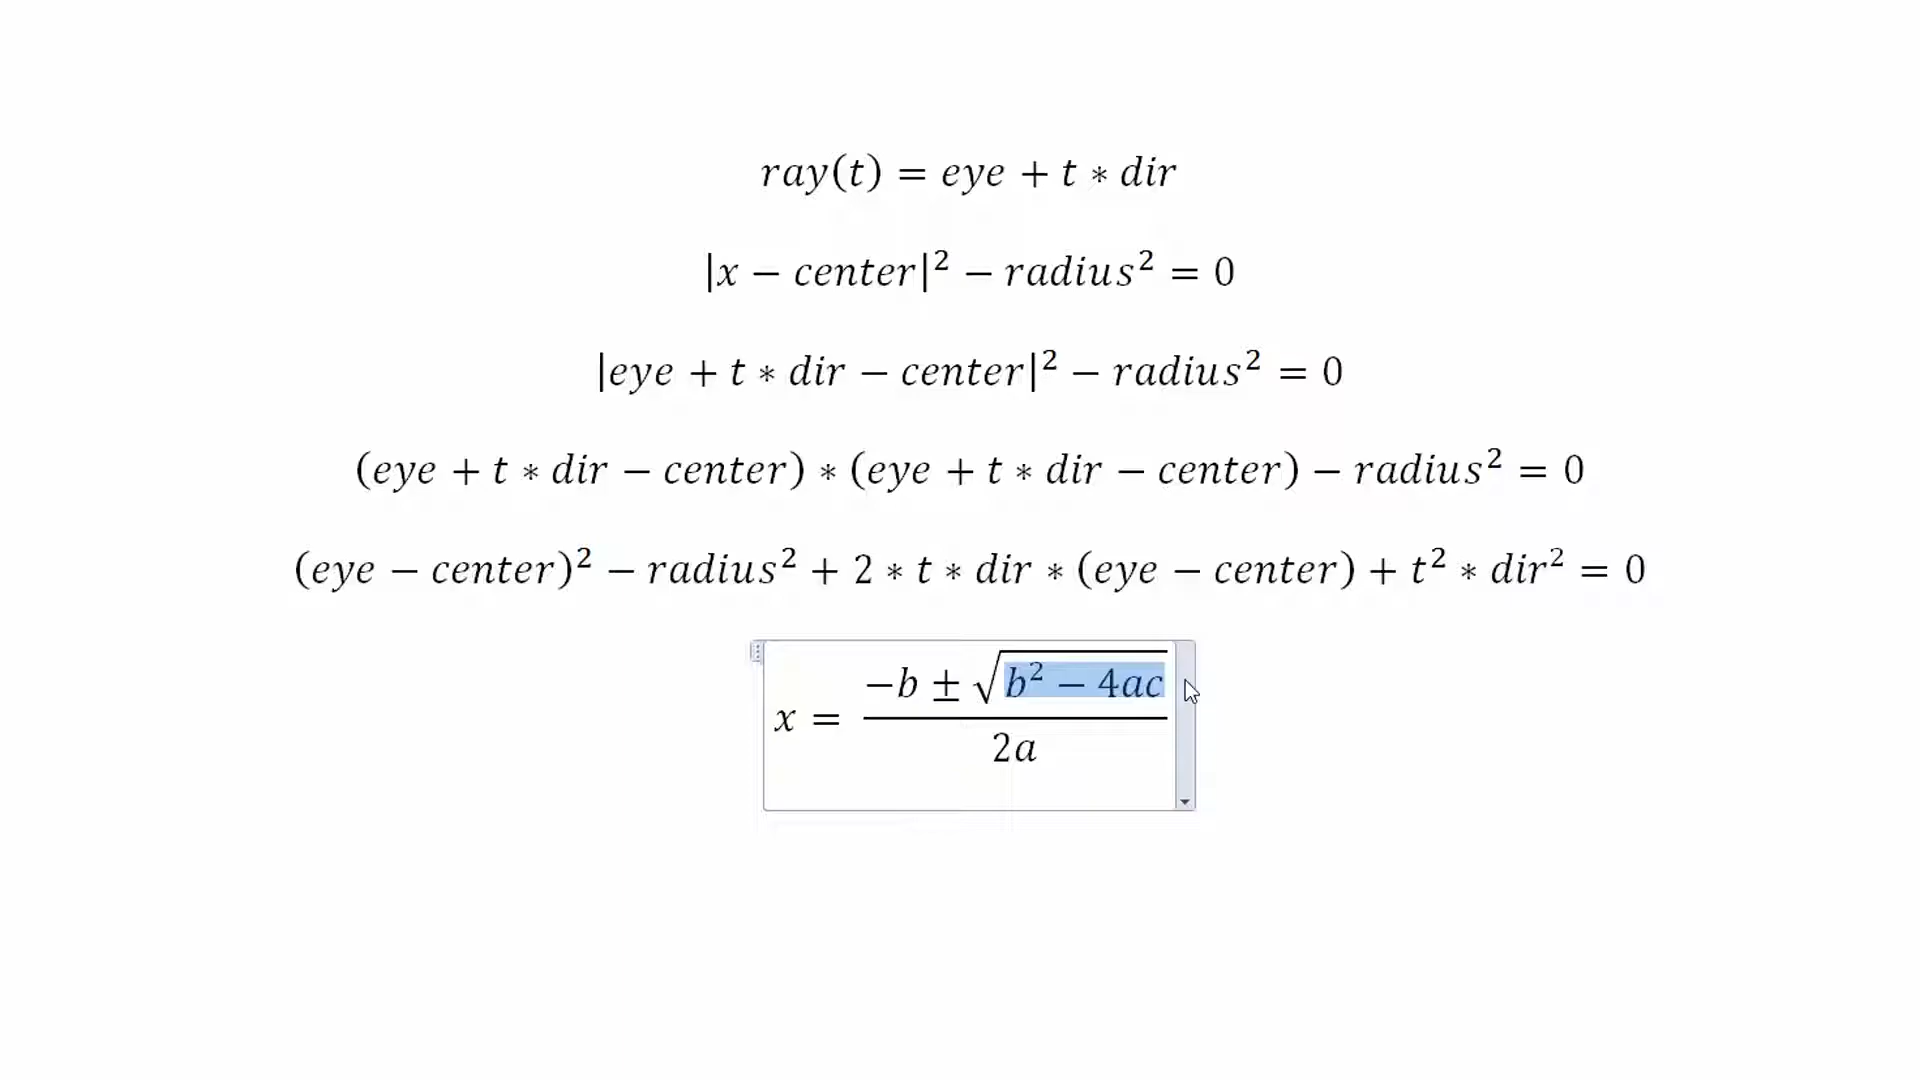 ray(t) = eye + t * dir
|x − center|² − radius² = 0
|eye + t * dir − center|² − radius² = 0
(eye + t * dir − center) * (eye + t * dir − center) − radius² = 0
(eye − center)² − radius² + 2 * t * dir * (eye − center) + t² * dir² = 0
x = (−b ± √(b² − 4ac)) / 2a